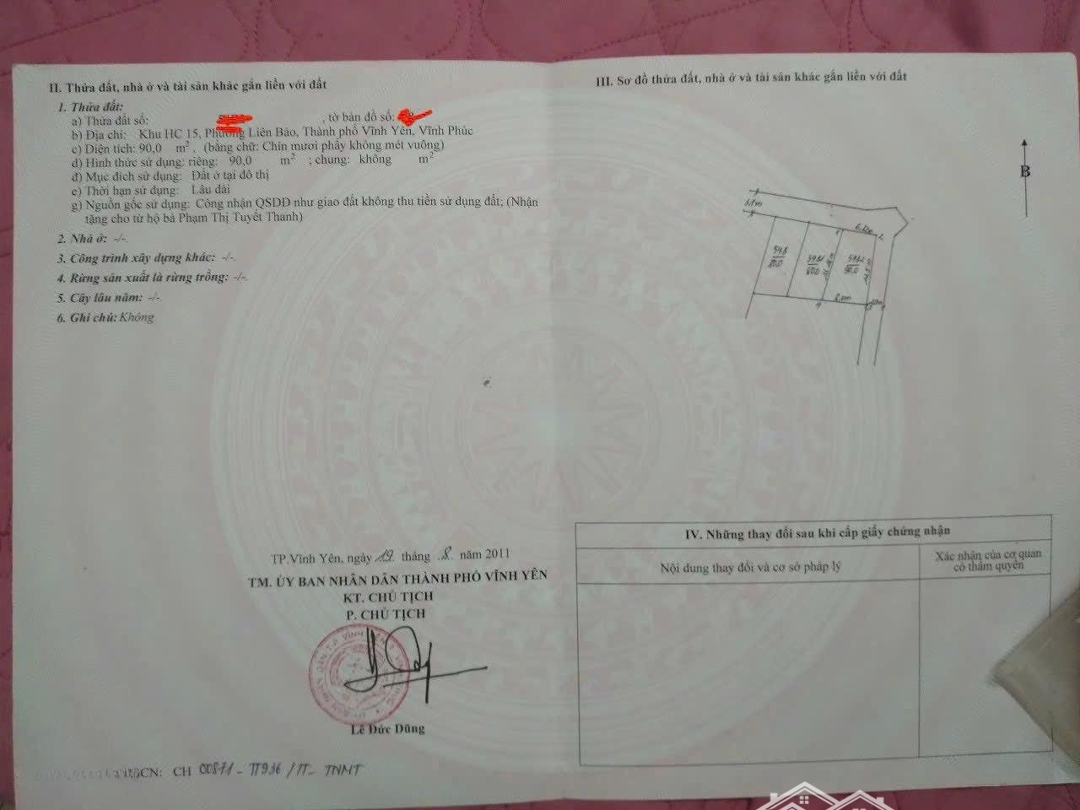 II. Thửa đất, nhà ở và tài sản khác gắn liền với đất
1. Thửa đất:
a) Thửa đất số: , tờ bản đồ số:
b) Địa chỉ: Khu HC 15, Phường Liên Bảo, Thành phố Vĩnh Yên, Vĩnh Phúc
c) Diện tích: 90,0 m², (bằng chữ: Chín mươi phẩy không mét vuông)
d) Hình thức sử dụng: riêng: 90,0 m² ; chung: không m²
đ) Mục đích sử dụng: Đất ở tại đô thị
e) Thời hạn sử dụng: Lâu dài
g) Nguồn gốc sử dụng: Công nhận QSDĐ như giao đất không thu tiền sử dụng đất; (Nhận
tặng cho từ hộ bà Phạm Thị Tuyết Thanh)
2. Nhà ở: -/-
3. Công trình xây dựng khác: -/-
4. Rừng sản xuất là rừng trồng: -/-
5. Cây lâu năm: -/-
6. Ghi chú: Không
TP.Vĩnh Yên, ngày 19 tháng 8 năm 2011
TM. ỦY BAN NHÂN DÂN THÀNH PHỐ VĨNH YÊN
KT. CHỦ TỊCH
P. CHỦ TỊCH
Lê Đức Dũng
CN: CH 00871
III. Sơ đồ thửa đất, nhà ở và tài sản khác gắn liền với đất
B
IV. Những thay đổi sau khi cấp giấy chứng nhận
Nội dung thay đổi và cơ sở pháp lý
Xác nhận của cơ quan
có thẩm quyền